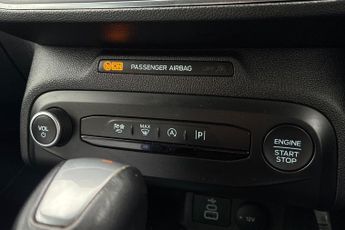 PASSENGER AIRBAG
VOL
MAX
A
P
ENGINE
START
STOP
12V